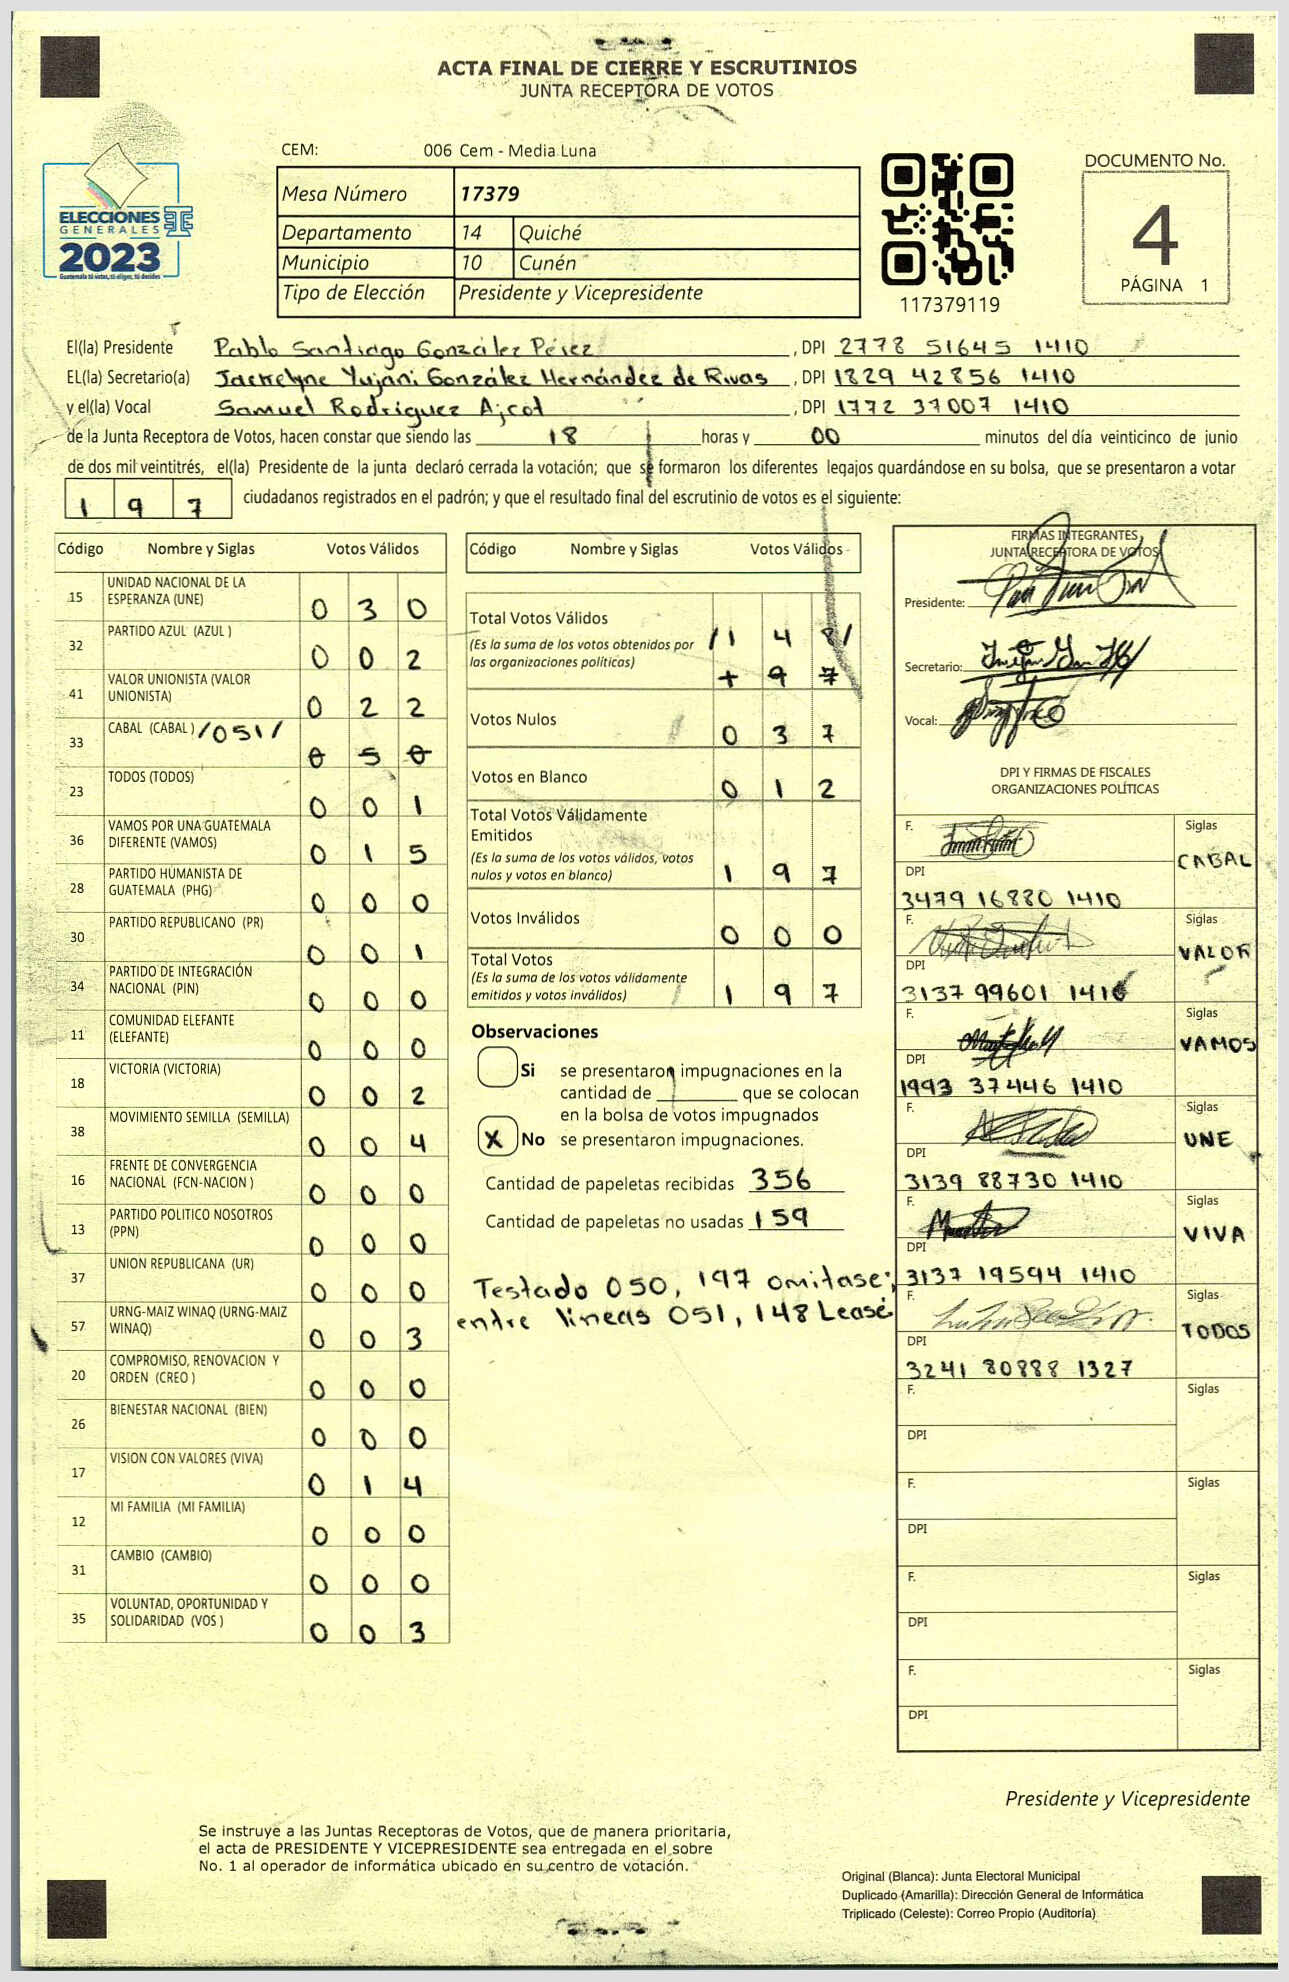 ACTA FINAL DE CIERRE Y ESCRUTINIOS
JUNTA RECEPTORA DE VOTOS
CEM: 006 Cem - Media Luna
Mesa Número 17379
Departamento 14 Quiché
Municipio 10 Cunén
Tipo de Elección Presidente y Vicepresidente
ELECCIONES
GENERALES
2023
Guatemala tú votas, tú eliges, tú decides
117379119
DOCUMENTO No.
4
PÁGINA 1
El(la) Presidente Pablo Santiago González Pérez, DPI 2778 51645 1410
EL(la) Secretario(a) Jackelyne Yujani González Hernández de Rivas, DPI 1829 42856 1410
y el(la) Vocal Samuel Rodríguez Ajcot, DPI 1772 37007 1410
de la Junta Receptora de Votos, hacen constar que siendo las 18 horas y 00 minutos del día veinticinco de junio
de dos mil veintitrés, el(la) Presidente de la junta declaró cerrada la votación; que se formaron los diferentes legajos guardándose en su bolsa, que se presentaron a votar
197 ciudadanos registrados en el padrón; y que el resultado final del escrutinio de votos es el siguiente:
Código Nombre y Siglas Votos Válidos
15 UNIDAD NACIONAL DE LA
ESPERANZA (UNE) 0 3 0
32 PARTIDO AZUL (AZUL ) 0 0 2
41 VALOR UNIONISTA (VALOR
UNIONISTA) 0 2 2
33 CABAL (CABAL ) /051/ 0 5 0
23 TODOS (TODOS) 0 0 1
36 VAMOS POR UNA GUATEMALA
DIFERENTE (VAMOS) 0 1 5
28 PARTIDO HUMANISTA DE
GUATEMALA (PHG) 0 0 0
30 PARTIDO REPUBLICANO (PR) 0 0 1
34 PARTIDO DE INTEGRACIÓN
NACIONAL (PIN) 0 0 0
11 COMUNIDAD ELEFANTE
(ELEFANTE) 0 0 0
18 VICTORIA (VICTORIA) 0 0 2
38 MOVIMIENTO SEMILLA (SEMILLA) 0 0 4
16 FRENTE DE CONVERGENCIA
NACIONAL (FCN-NACION ) 0 0 0
13 PARTIDO POLITICO NOSOTROS
(PPN) 0 0 0
37 UNION REPUBLICANA (UR) 0 0 0
57 URNG-MAIZ WINAQ (URNG-MAIZ
WINAQ) 0 0 3
20 COMPROMISO, RENOVACION Y
ORDEN (CREO ) 0 0 0
26 BIENESTAR NACIONAL (BIEN) 0 0 0
17 VISION CON VALORES (VIVA) 0 1 4
12 MI FAMILIA (MI FAMILIA) 0 0 0
31 CAMBIO (CAMBIO) 0 0 0
35 VOLUNTAD, OPORTUNIDAD Y
SOLIDARIDAD (VOS ) 0 0 3
Código Nombre y Siglas Votos Válidos
Total Votos Válidos /1 4 8/
(Es la suma de los votos obtenidos por
las organizaciones políticas) 1 9 7
Votos Nulos 0 3 7
Votos en Blanco 0 1 2
Total Votos Válidamente
Emitidos
(Es la suma de los votos válidos, votos
nulos y votos en blanco) 1 9 7
Votos Inválidos 0 0 0
Total Votos
(Es la suma de los votos válidamente
emitidos y votos inválidos) 1 9 7
Observaciones
Si se presentaron impugnaciones en la
cantidad de ________ que se colocan
en la bolsa de votos impugnados
X No se presentaron impugnaciones.
Cantidad de papeletas recibidas 356
Cantidad de papeletas no usadas 159
Testado 050, 197 omitase;
entre lineas 051, 148 Lease
FIRMAS INTEGRANTES
JUNTA RECEPTORA DE VOTOS
Presidente:
Secretario:
Vocal:
DPI Y FIRMAS DE FISCALES
ORGANIZACIONES POLÍTICAS
F. Siglas
CABAL
DPI
3479 16880 1410
F. Siglas
VALOR
DPI
3137 99601 1410
F. Siglas
VAMOS
DPI
1993 37446 1410
F. Siglas
UNE
DPI
3139 88730 1410
F. Siglas
VIVA
DPI
3137 19594 1410
F. Siglas
TODOS
DPI
3241 80888 1327
F. Siglas
DPI
F. Siglas
DPI
F. Siglas
DPI
F. Siglas
DPI
Presidente y Vicepresidente
Se instruye a las Juntas Receptoras de Votos, que de manera prioritaria,
el acta de PRESIDENTE Y VICEPRESIDENTE sea entregada en el sobre
No. 1 al operador de informática ubicado en su centro de votación.
Original (Blanca): Junta Electoral Municipal
Duplicado (Amarilla): Dirección General de Informática
Triplicado (Celeste): Correo Propio (Auditoría)